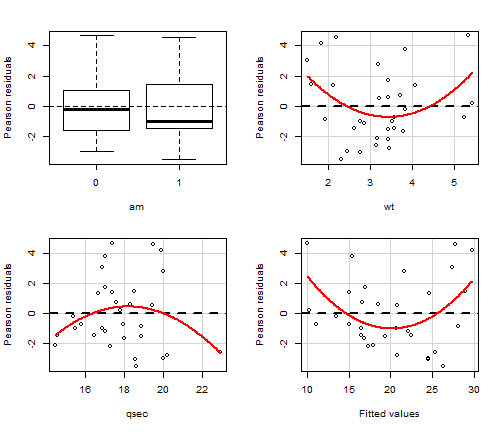 Pearson residuals
-2 0 2 4
0 1
am
Pearson residuals
-2 0 2 4
2 3 4 5
wt
Pearson residuals
-2 0 2 4
16 18 20 22
qsec
Pearson residuals
-2 0 2 4
10 15 20 25 30
Fitted values